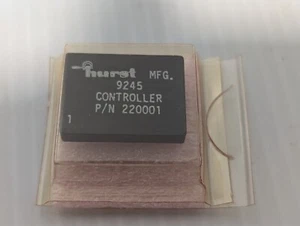 hurst MFG.
9245
CONTROLLER
P/N 220001
1